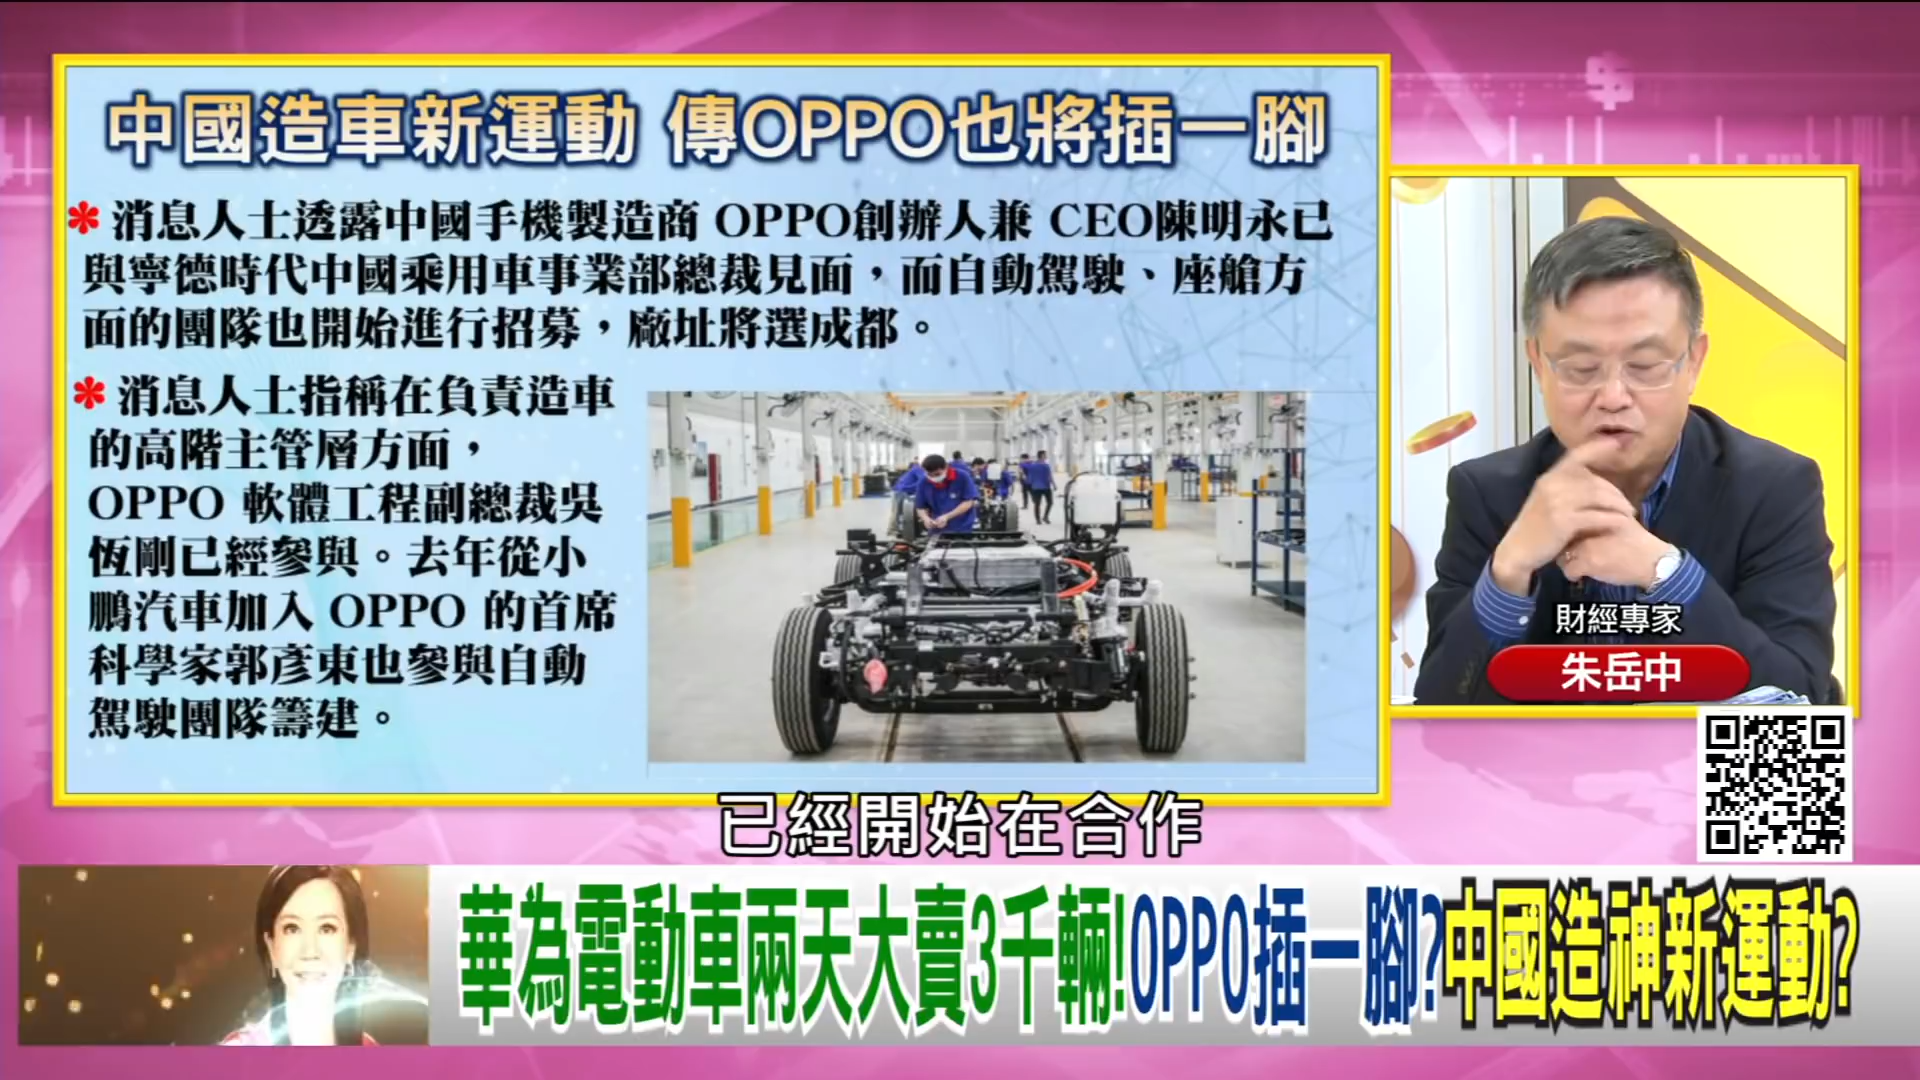 中國造車新運動 傳OPPO也將插一腳
* 消息人士透露中國手機製造商 OPPO創辦人兼 CEO陳明永已
與寧德時代中國乘用車事業部總裁見面，而自動駕駛、座艙方
面的團隊也開始進行招募，廠址將選成都。
* 消息人士指稱在負責造車
的高階主管層方面，
OPPO 軟體工程副總裁吳
恆剛已經參與。去年從小
鵬汽車加入 OPPO 的首席
科學家郭彥東也參與自動
駕駛團隊籌建。
財經專家
朱岳中
已經開始在合作
華為電動車兩天大賣3千輛!OPPO插一腳?中國造神新運動?